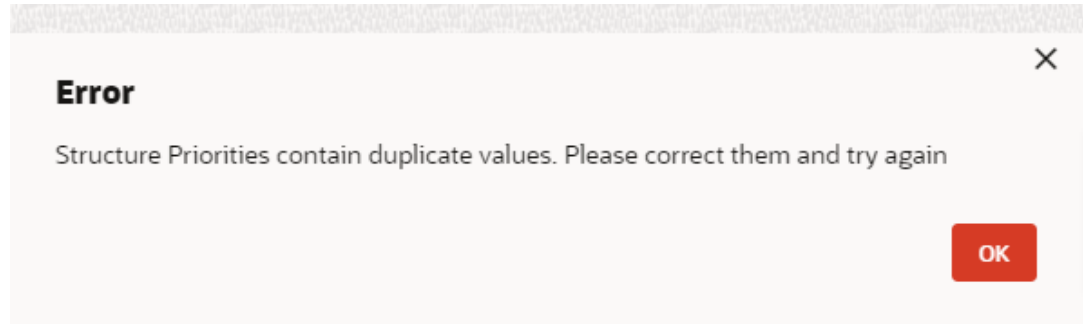 Error
Structure Priorities contain duplicate values. Please correct them and try again
OK